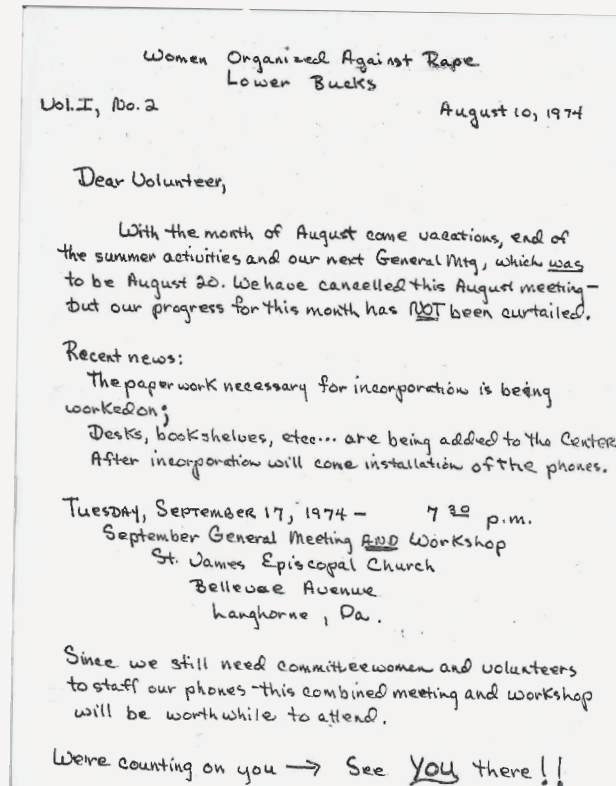 Women Organized Against Rape
Lower Bucks
Vol. I, No. 2
August 10, 1974
Dear Volunteer,
With the month of August come vacations, end of
the summer activities and our next General Mtg, which was
to be August 20. We have cancelled this August meeting -
but our progress for this month has NOT been curtailed.
Recent news:
The paperwork necessary for incorporation is being
worked on;
Desks, bookshelves, etc... are being added to the Center
After incorporation will come installation of the phones.
TUESDAY, SEPTEMBER 17, 1974 - 7 30 p.m.
September General Meeting AND Workshop
St. James Episcopal Church
Bellevue Avenue
Langhorne, Pa.
Since we still need committeewomen and volunteers
to staff our phones - this combined meeting and workshop
will be worthwhile to attend.
We're counting on you → See YOU there!!